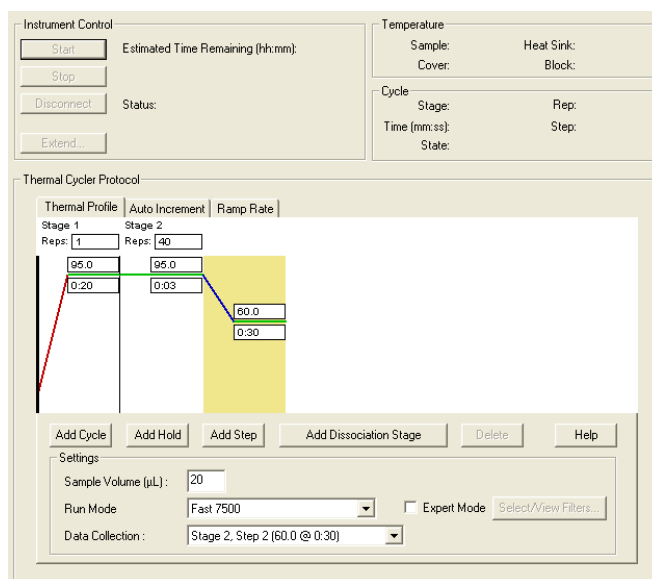 Instrument Control
Start
Estimated Time Remaining (hh:mm):
Stop
Disconnect
Status:
Extend...
Temperature
Sample:
Heat Sink:
Cover:
Block:
Cycle
Stage:
Rep:
Time (mm:ss):
Step:
State:
Thermal Cycler Protocol
Thermal Profile
Auto Increment
Ramp Rate
Stage 1
Stage 2
Reps: 1
Reps: 40
95.0
95.0
0:20
0:03
60.0
0:30
Add Cycle
Add Hold
Add Step
Add Dissociation Stage
Delete
Help
Settings
Sample Volume (µL) : 20
Run Mode Fast 7500
Expert Mode
Select/View Filters...
Data Collection : Stage 2, Step 2 (60.0 @ 0:30)